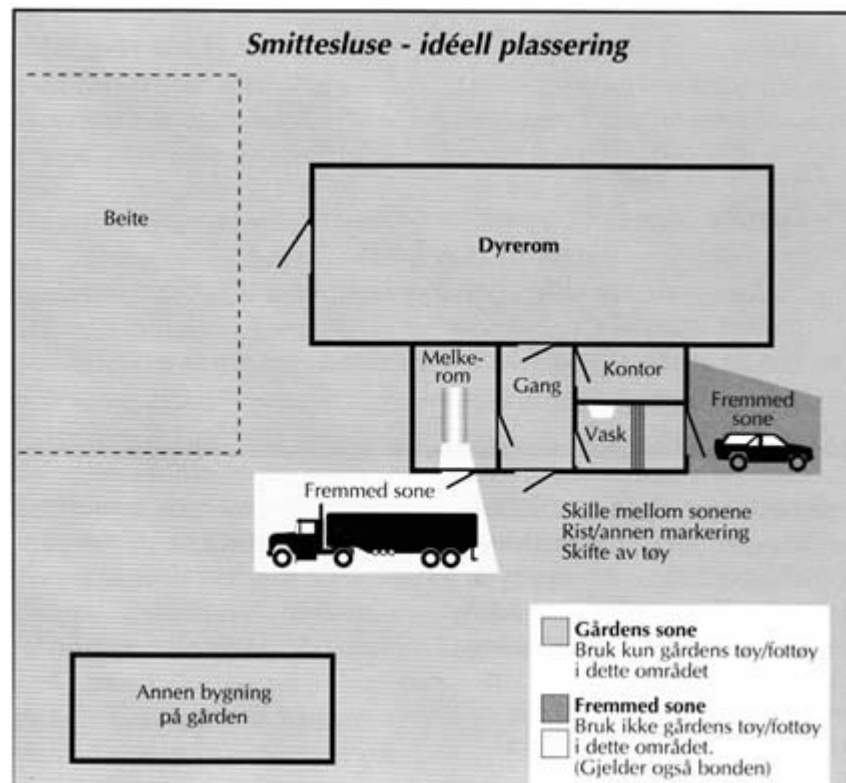 Smittesluse - idéell plassering
Beite
Dyrerom
Melke-
rom
Gang
Kontor
Vask
Fremmed
sone
Fremmed sone
Skille mellom sonene
Rist/annen markering
Skifte av tøy
Annen bygning
på gården
Gårdens sone
Bruk kun gårdens tøy/fottøy
i dette området
Fremmed sone
Bruk ikke gårdens tøy/fottøy
i dette området.
(Gjelder også bonden)